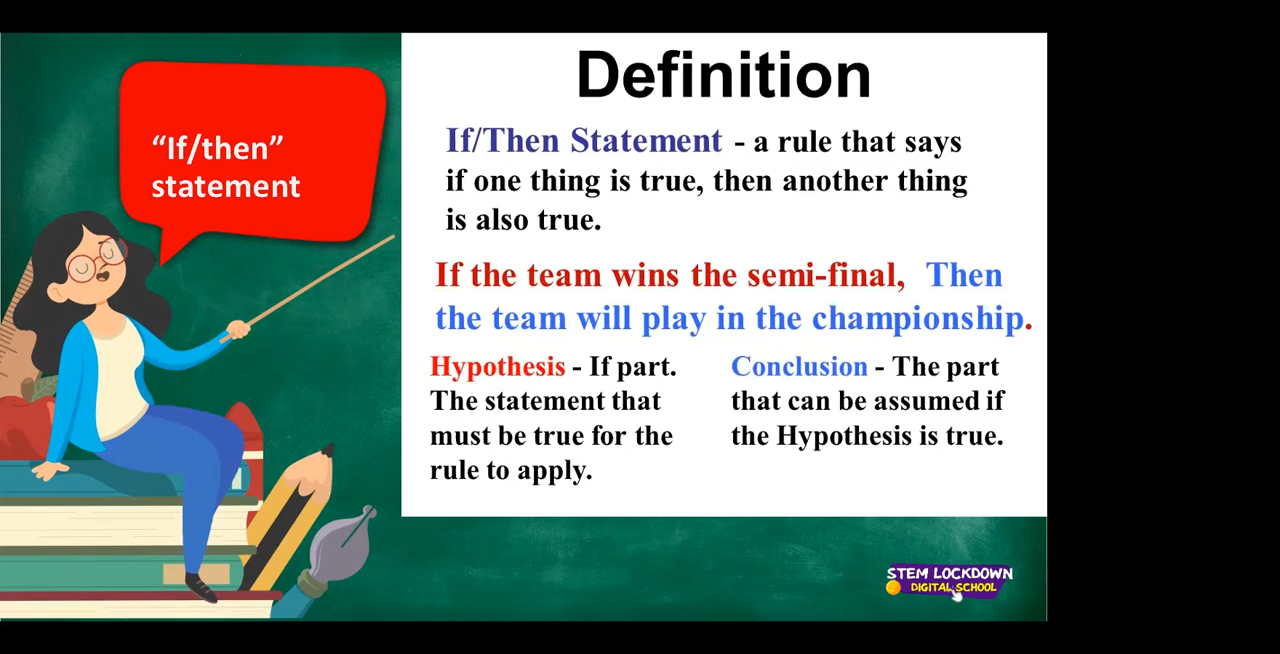 “If/then”
statement
Definition
If/Then Statement - a rule that says
if one thing is true, then another thing
is also true.
If the team wins the semi-final, Then
the team will play in the championship.
Hypothesis - If part.
The statement that
must be true for the
rule to apply.
Conclusion - The part
that can be assumed if
the Hypothesis is true.
STEM LOCKDOWN
DIGITAL SCHOOL